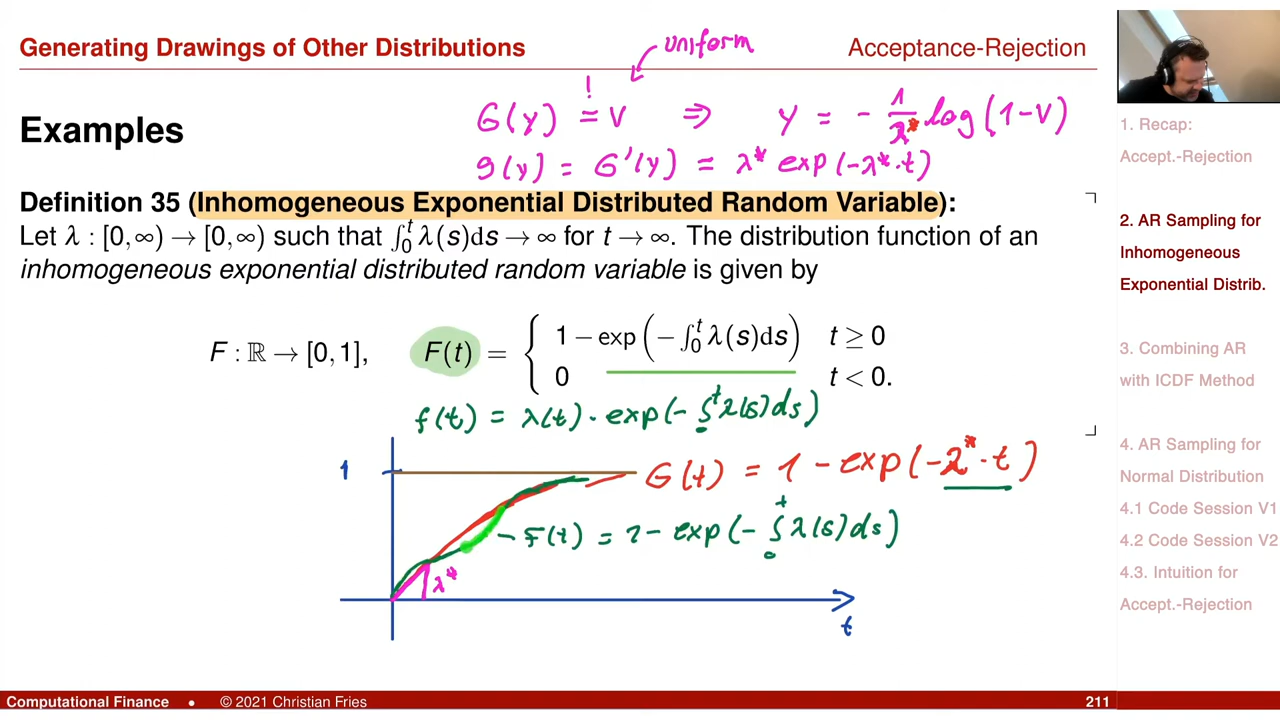 Generating Drawings of Other Distributions
Acceptance-Rejection
uniform
G(y) =! V ⇒ y = - 1/λ* log(1-V)
g(y) = G'(y) = λ* exp(-λ*·t)
Examples
Definition 35 (Inhomogeneous Exponential Distributed Random Variable):
Let λ : [0,∞) → [0,∞) such that ∫₀ᵗ λ(s)ds → ∞ for t → ∞. The distribution function of an
inhomogeneous exponential distributed random variable is given by
F : ℝ → [0,1], F(t) = { 1 − exp(−∫₀ᵗ λ(s)ds) t ≥ 0
0 t < 0.
f(t) = λ(t) · exp(-∫₀ᵗ λ(s)ds)
1
G(t) = 1 - exp(-λ*·t)
F(t) = 1 - exp(-∫₀ᵗ λ(s)ds)
λ*
t
1. Recap:
Accept.-Rejection
2. AR Sampling for
Inhomogeneous
Exponential Distrib.
3. Combining AR
with ICDF Method
4. AR Sampling for
Normal Distribution
4.1 Code Session V1
4.2 Code Session V2
4.3. Intuition for
Accept.-Rejection
Computational Finance • © 2021 Christian Fries 211